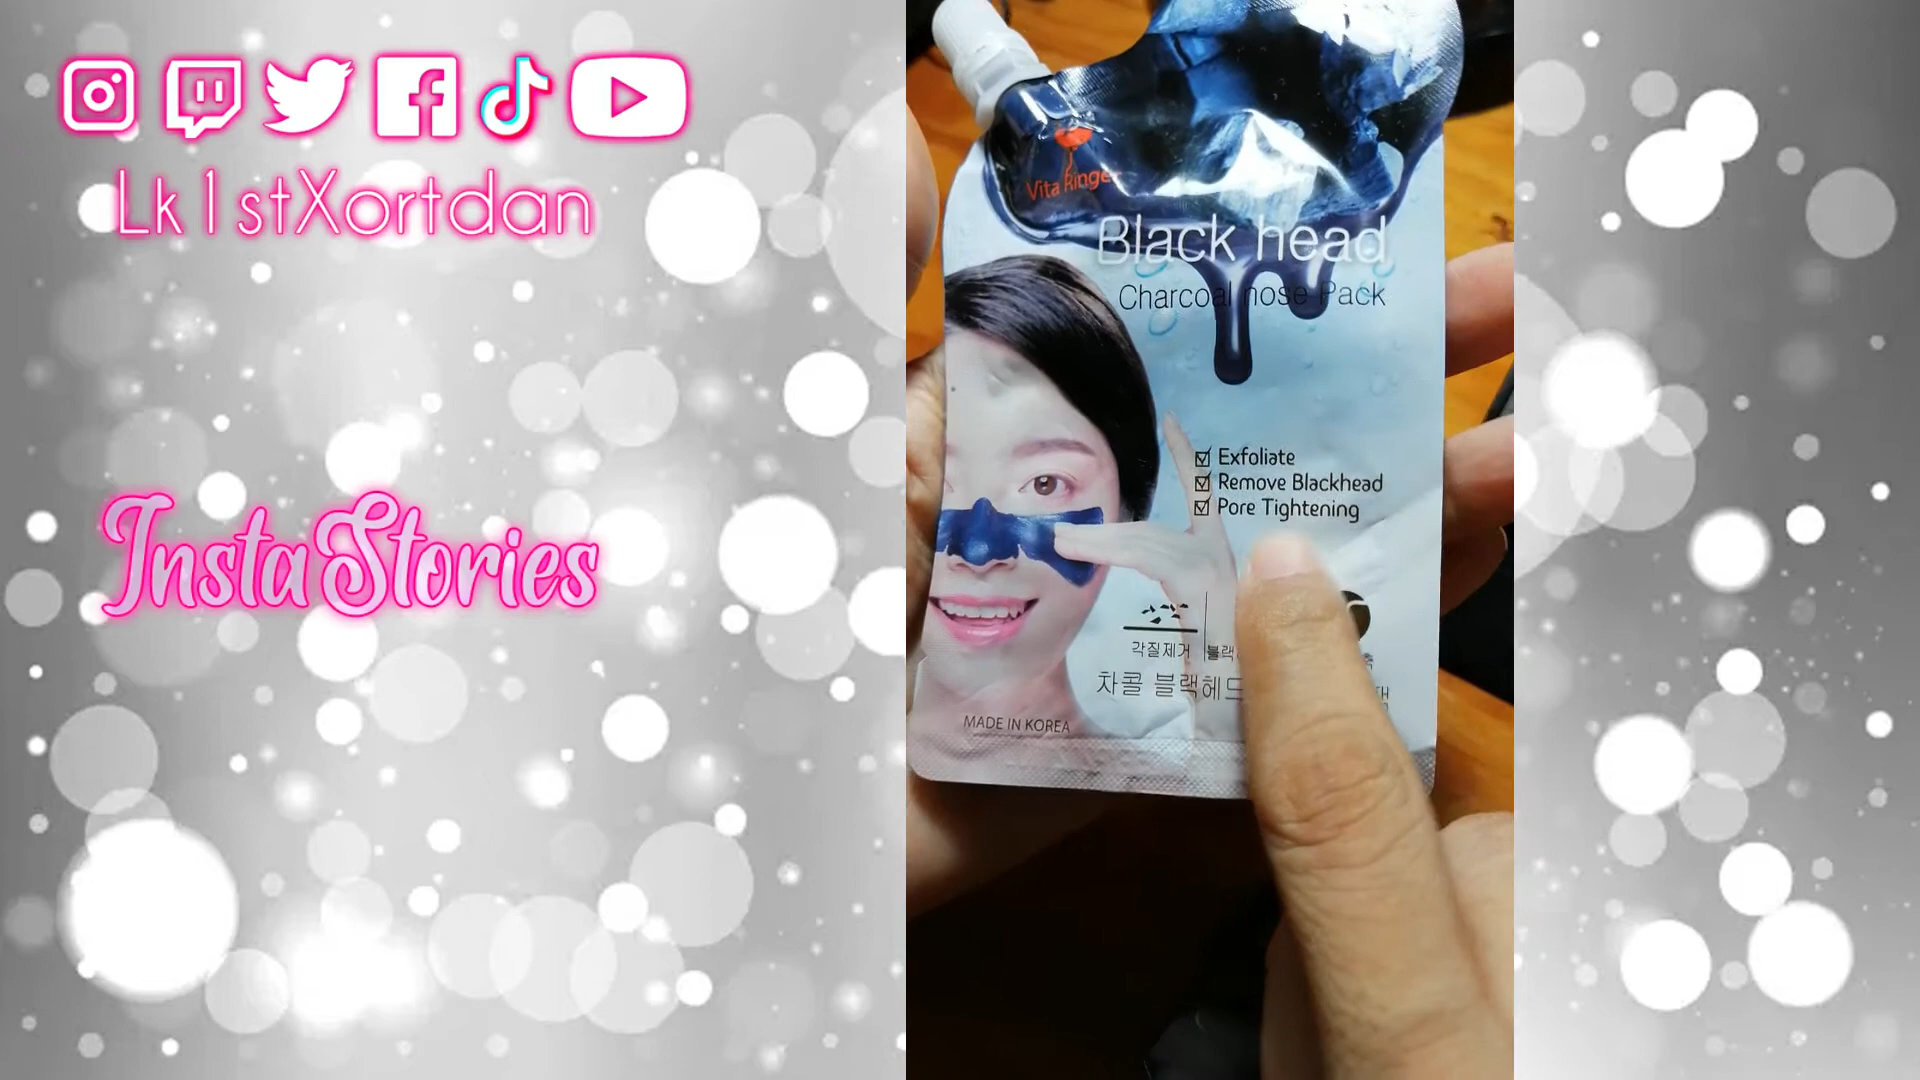 Lk1stXortdan
InstaStories
Vita Ringer
Black head
Charcoal nose Pack
Exfoliate
Remove Blackhead
Pore Tightening
각질제거
차콜 블랙헤드
MADE IN KOREA